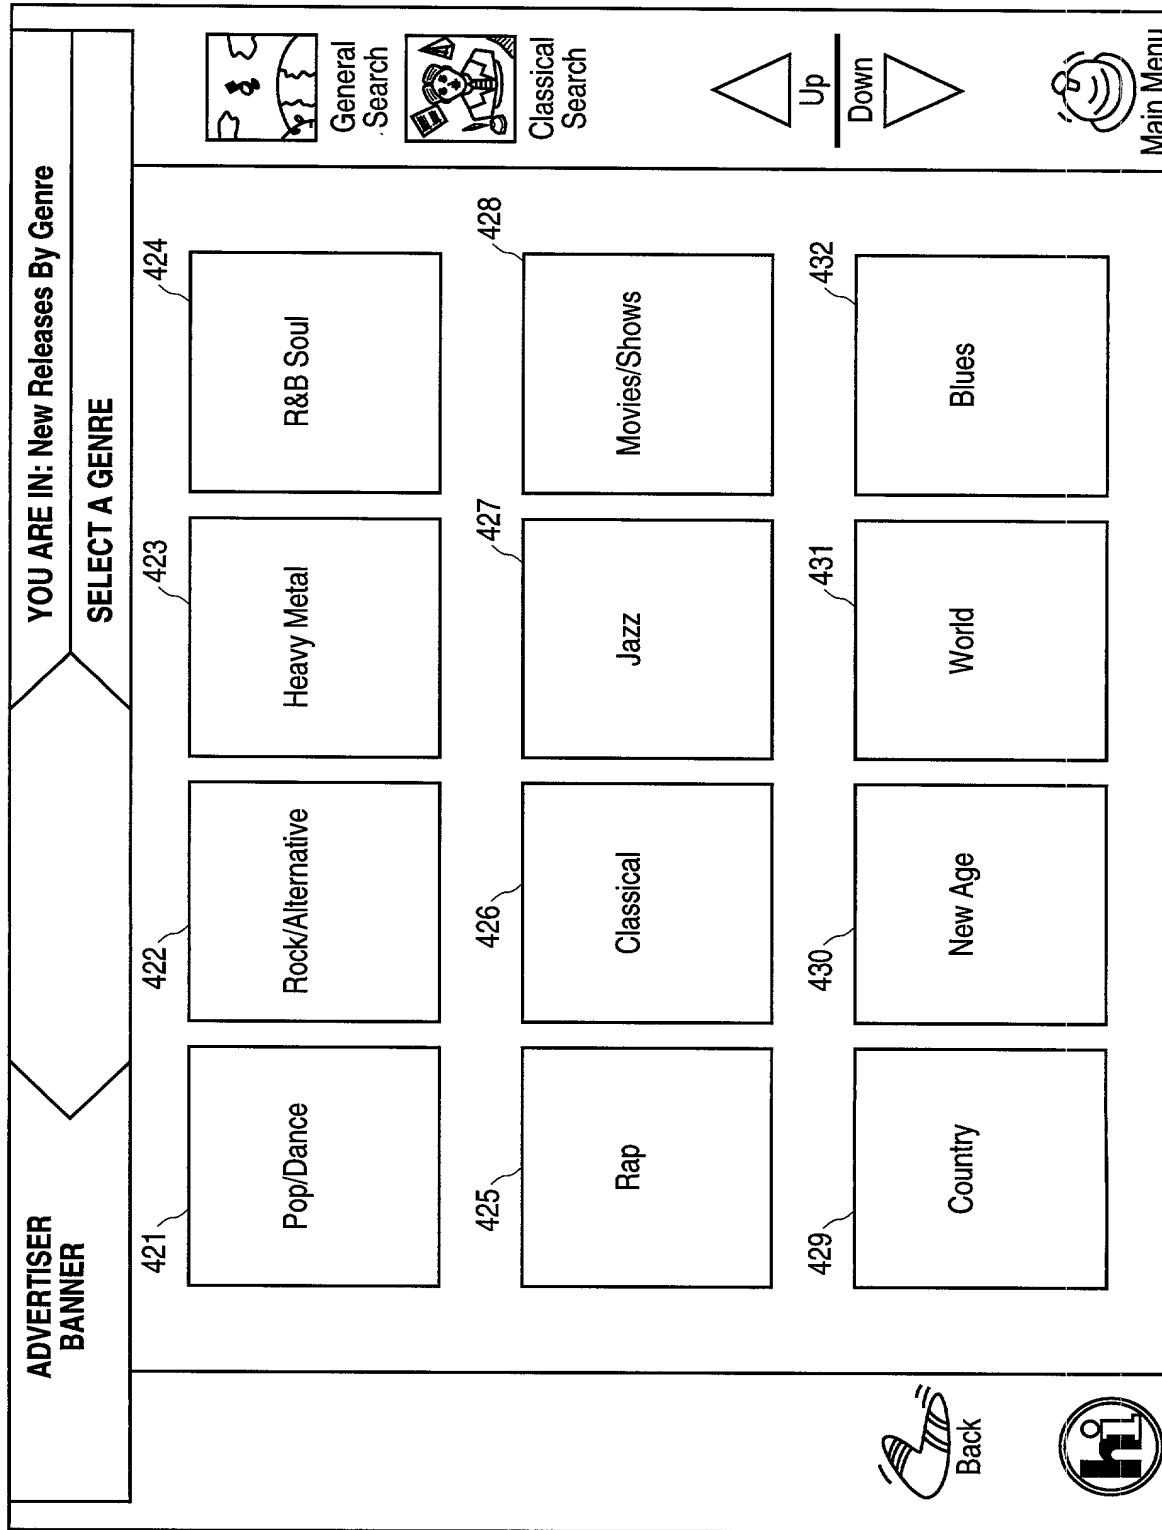 ADVERTISER
BANNER
YOU ARE IN: New Releases By Genre
SELECT A GENRE
421
Pop/Dance
422
Rock/Alternative
423
Heavy Metal
424
R&B Soul
425
Rap
426
Classical
427
Jazz
428
Movies/Shows
429
Country
430
New Age
431
World
432
Blues
General
Search
Classical
Search
Up
Down
Main Menu
Back
hi